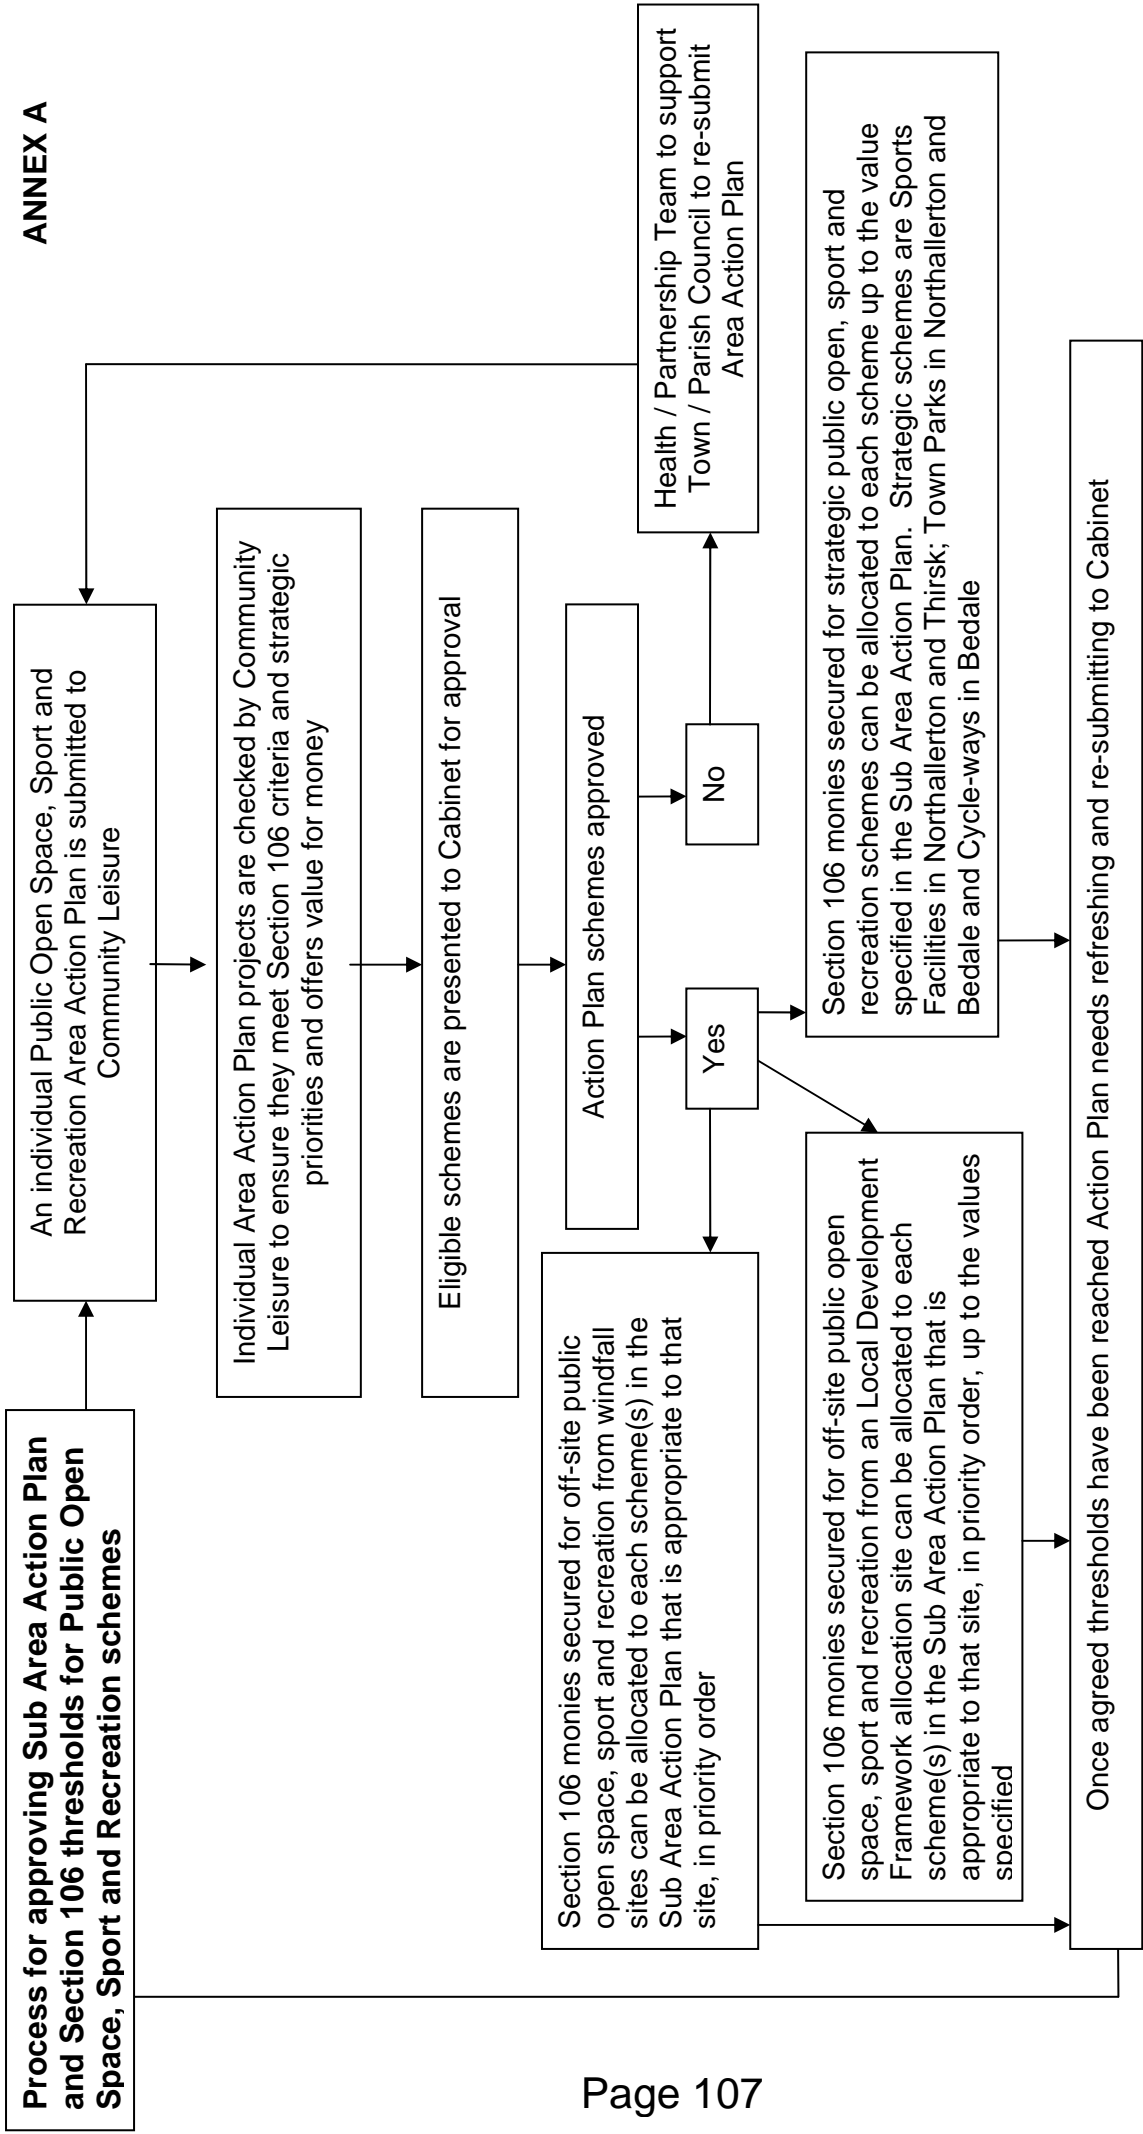 ANNEX A
Process for approving Sub Area Action Plan
and Section 106 thresholds for Public Open
Space, Sport and Recreation schemes
An individual Public Open Space, Sport and
Recreation Area Action Plan is submitted to
Community Leisure
Individual Area Action Plan projects are checked by Community
Leisure to ensure they meet Section 106 criteria and strategic
priorities and offers value for money
Eligible schemes are presented to Cabinet for approval
Action Plan schemes approved
Yes
No
Health / Partnership Team to support
Town / Parish Council to re-submit
Area Action Plan
Section 106 monies secured for off-site public
open space, sport and recreation from windfall
sites can be allocated to each scheme(s) in the
Sub Area Action Plan that is appropriate to that
site, in priority order
Section 106 monies secured for off-site public open
space, sport and recreation from an Local Development
Framework allocation site can be allocated to each
scheme(s) in the Sub Area Action Plan that is
appropriate to that site, in priority order, up to the values
specified
Section 106 monies secured for strategic public open, sport and
recreation schemes can be allocated to each scheme up to the value
specified in the Sub Area Action Plan.  Strategic schemes are Sports
Facilities in Northallerton and Thirsk; Town Parks in Northallerton and
Bedale and Cycle-ways in Bedale
Once agreed thresholds have been reached Action Plan needs refreshing and re-submitting to Cabinet
Page 107